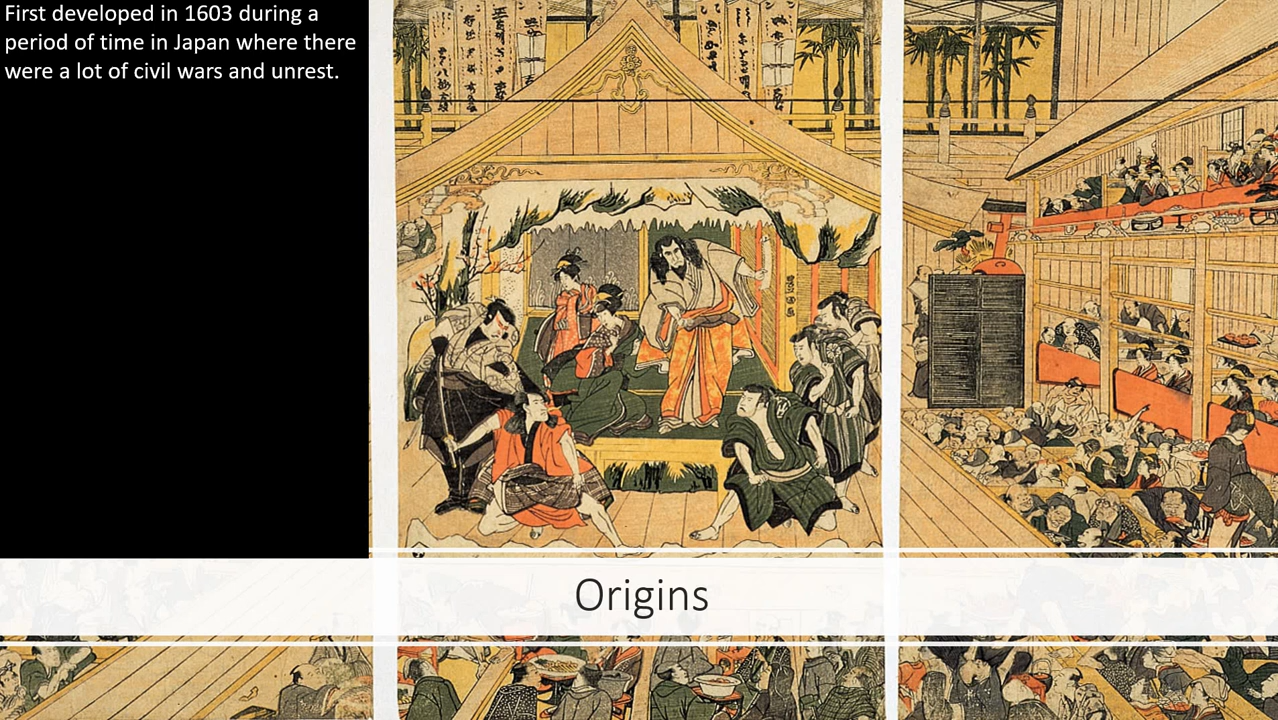 First developed in 1603 during a
period of time in Japan where there
were a lot of civil wars and unrest.
Origins